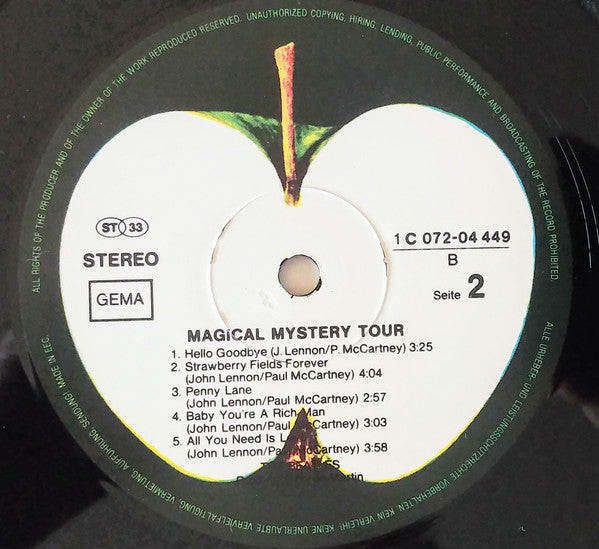 ALL RIGHTS OF THE PRODUCER AND OF THE OWNER OF THE WORK REPRODUCED RESERVED. UNAUTHORIZED COPYING, HIRING, LENDING, PUBLIC PERFORMANCE AND BROADCASTING OF THE RECORD PROHIBITED.
ST 33
STEREO
GEMA
1 C 072-04 449
B
Seite 2
MAGICAL MYSTERY TOUR
1. Hello Goodbye (J. Lennon/P. McCartney) 3:25
2. Strawberry Fields Forever
(John Lennon/Paul McCartney) 4:04
3. Penny Lane
(John Lennon/Paul McCartney) 2:57
4. Baby You're A Rich Man
(John Lennon/Paul McCartney) 3:03
5. All You Need Is
(John Lennon/Paul McCartney) 3:58
ALLE URHEBER- UND LEISTUNGSSCHUTZRECHTE VORBEHALTEN. KEIN VERLEIH! KEINE UNERLAUBTE VERVIELFÄLTIGUNG, VERMIETUNG, AUFFÜHRUNG, SENDUNG! MADE IN EEC.